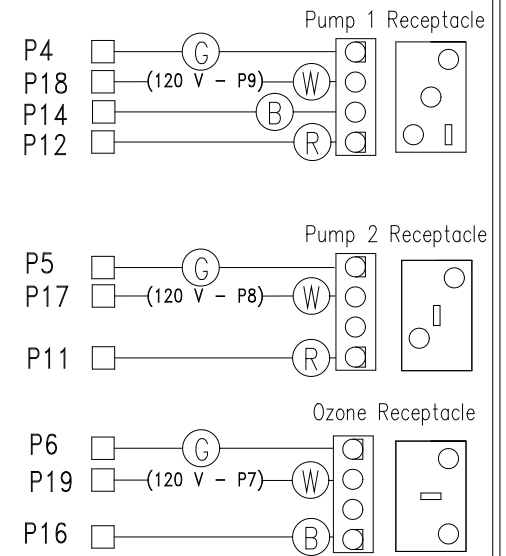 Pump 1 Receptacle
P4 G
P18 (120 V - P9) W
P14 B
P12 R
Pump 2 Receptacle
P5 G
P17 (120 V - P8) W
P11 R
Ozone Receptacle
P6 G
P19 (120 V - P7) W
P16 B